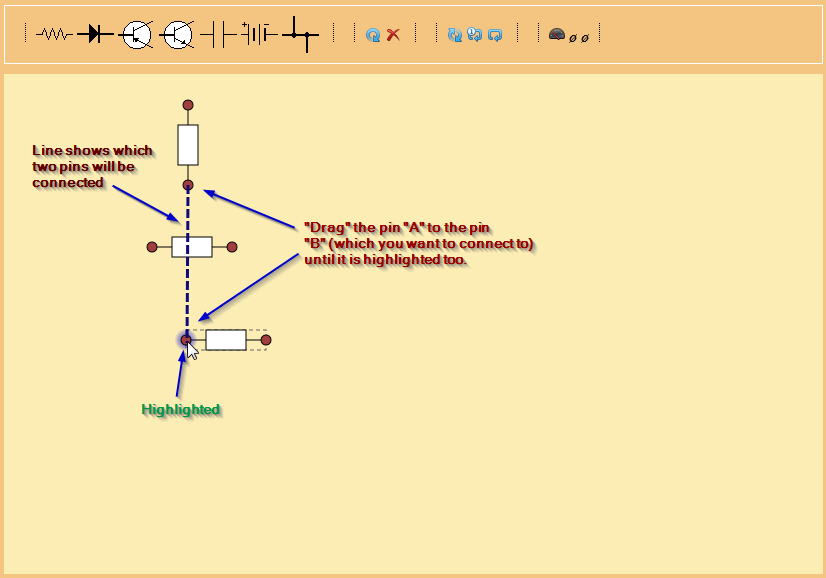 Line shows which
two pins will be
connected
"Drag" the pin "A" to the pin
"B" (which you want to connect to)
until it is highlighted too.
Highlighted